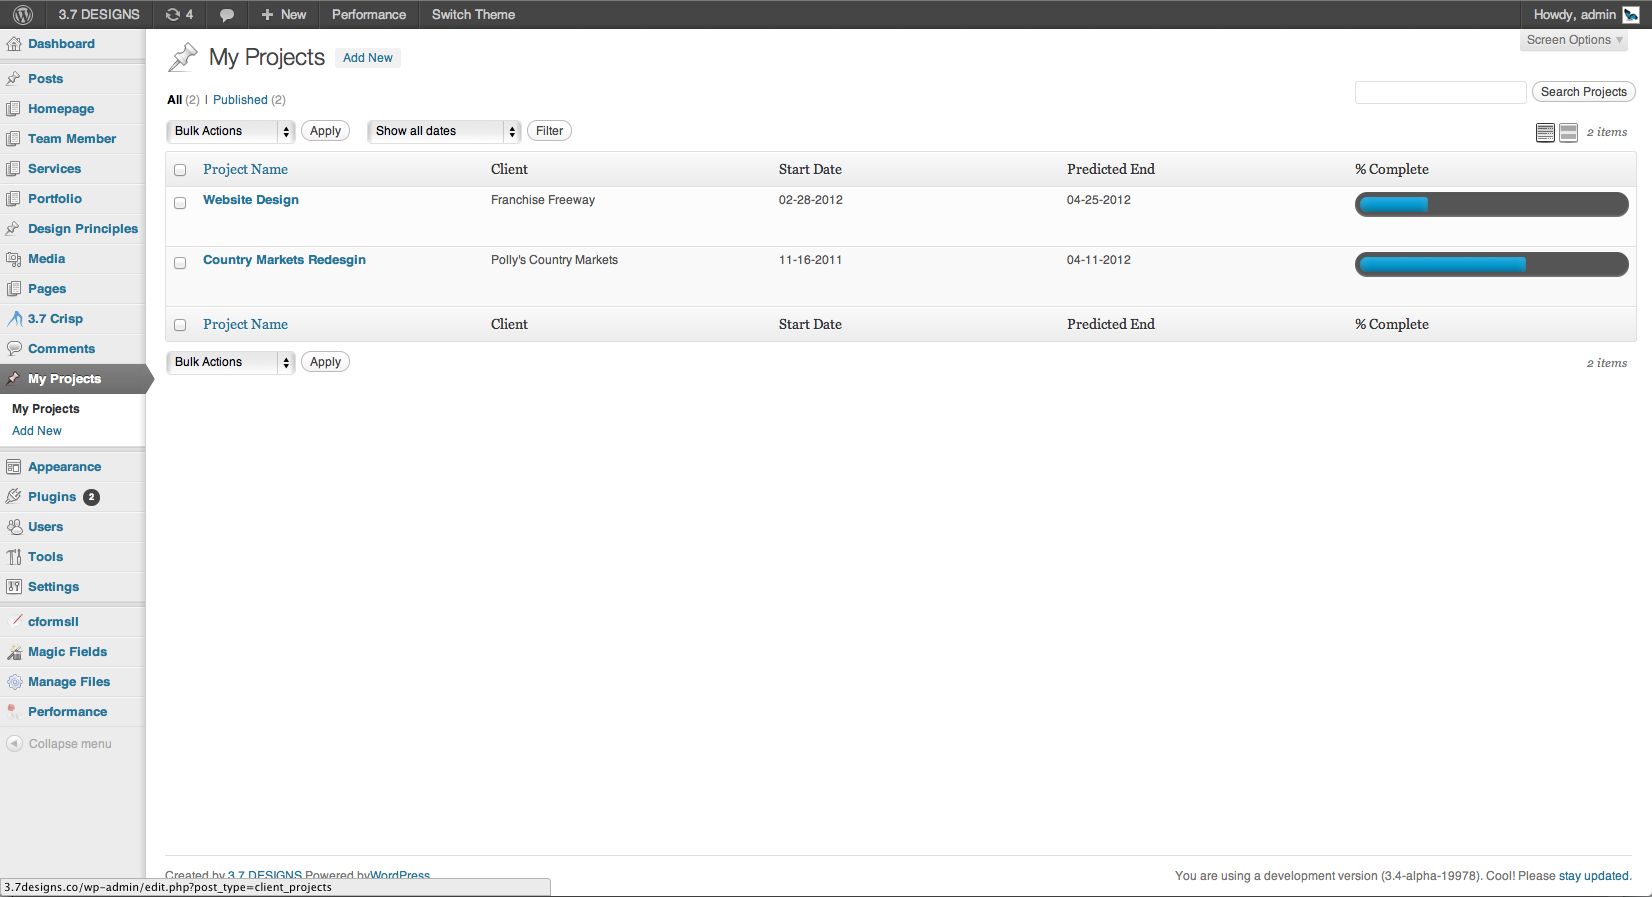 3.7 DESIGNS 4 New Performance Switch Theme Howdy, admin
Dashboard
Posts
Homepage
Team Member
Services
Portfolio
Design Principles
Media
Pages
3.7 Crisp
Comments
My Projects
My Projects
Add New
Appearance
Plugins 2
Users
Tools
Settings
cformsII
Magic Fields
Manage Files
Performance
Collapse menu
Screen Options
My Projects Add New
All (2) | Published (2)
Search Projects
Bulk Actions Apply Show all dates Filter 2 items
Project Name Client Start Date Predicted End % Complete
Website Design Franchise Freeway 02-28-2012 04-25-2012
Country Markets Redesgin Polly's Country Markets 11-16-2011 04-11-2012
Project Name Client Start Date Predicted End % Complete
Bulk Actions Apply 2 items
Created by 3.7 DESIGNS Powered byWordPress
You are using a development version (3.4-alpha-19978). Cool! Please stay updated.
3.7designs.co/wp-admin/edit.php?post_type=client_projects